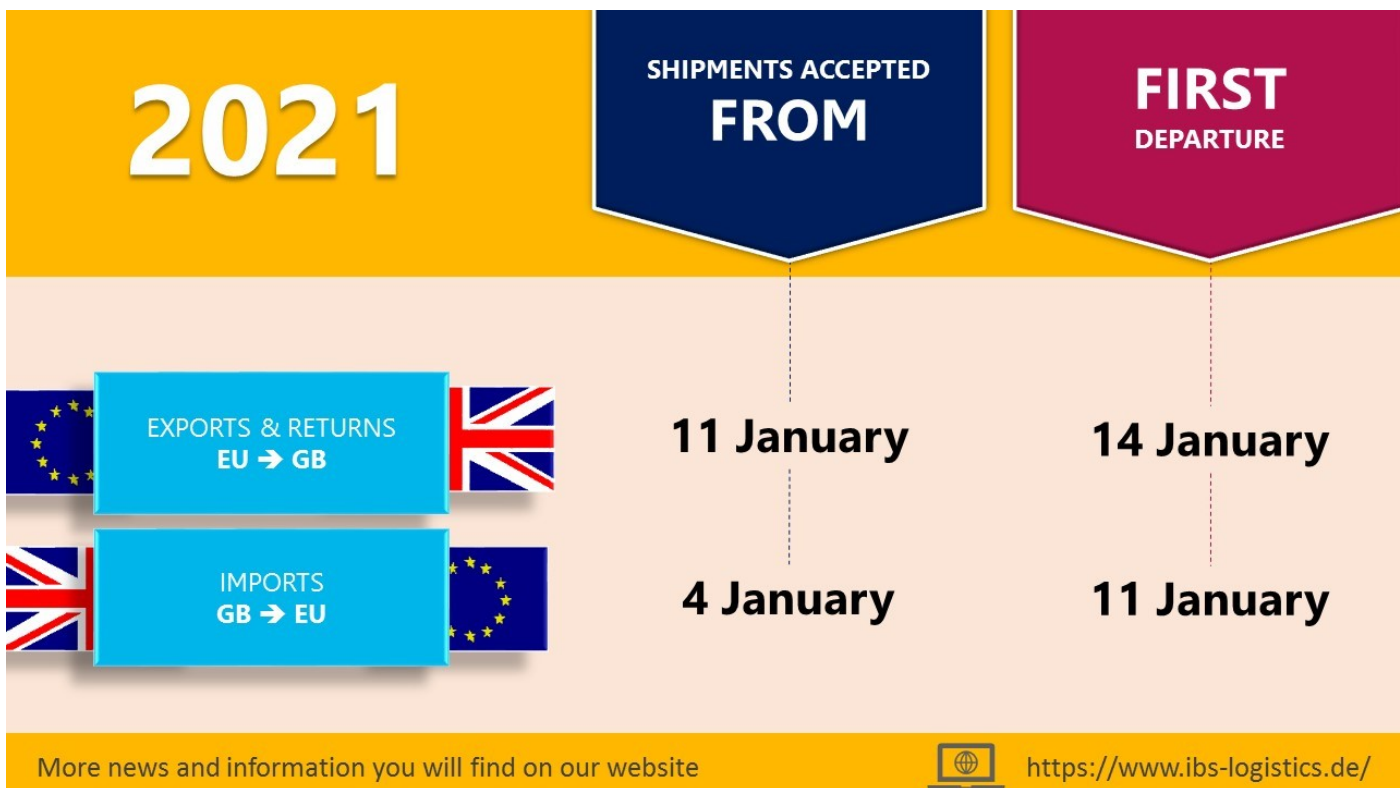 2021
SHIPMENTS ACCEPTED
FROM
FIRST
DEPARTURE
EXPORTS & RETURNS
EU ➔ GB
11 January
14 January
IMPORTS
GB ➔ EU
4 January
11 January
More news and information you will find on our website
https://www.ibs-logistics.de/